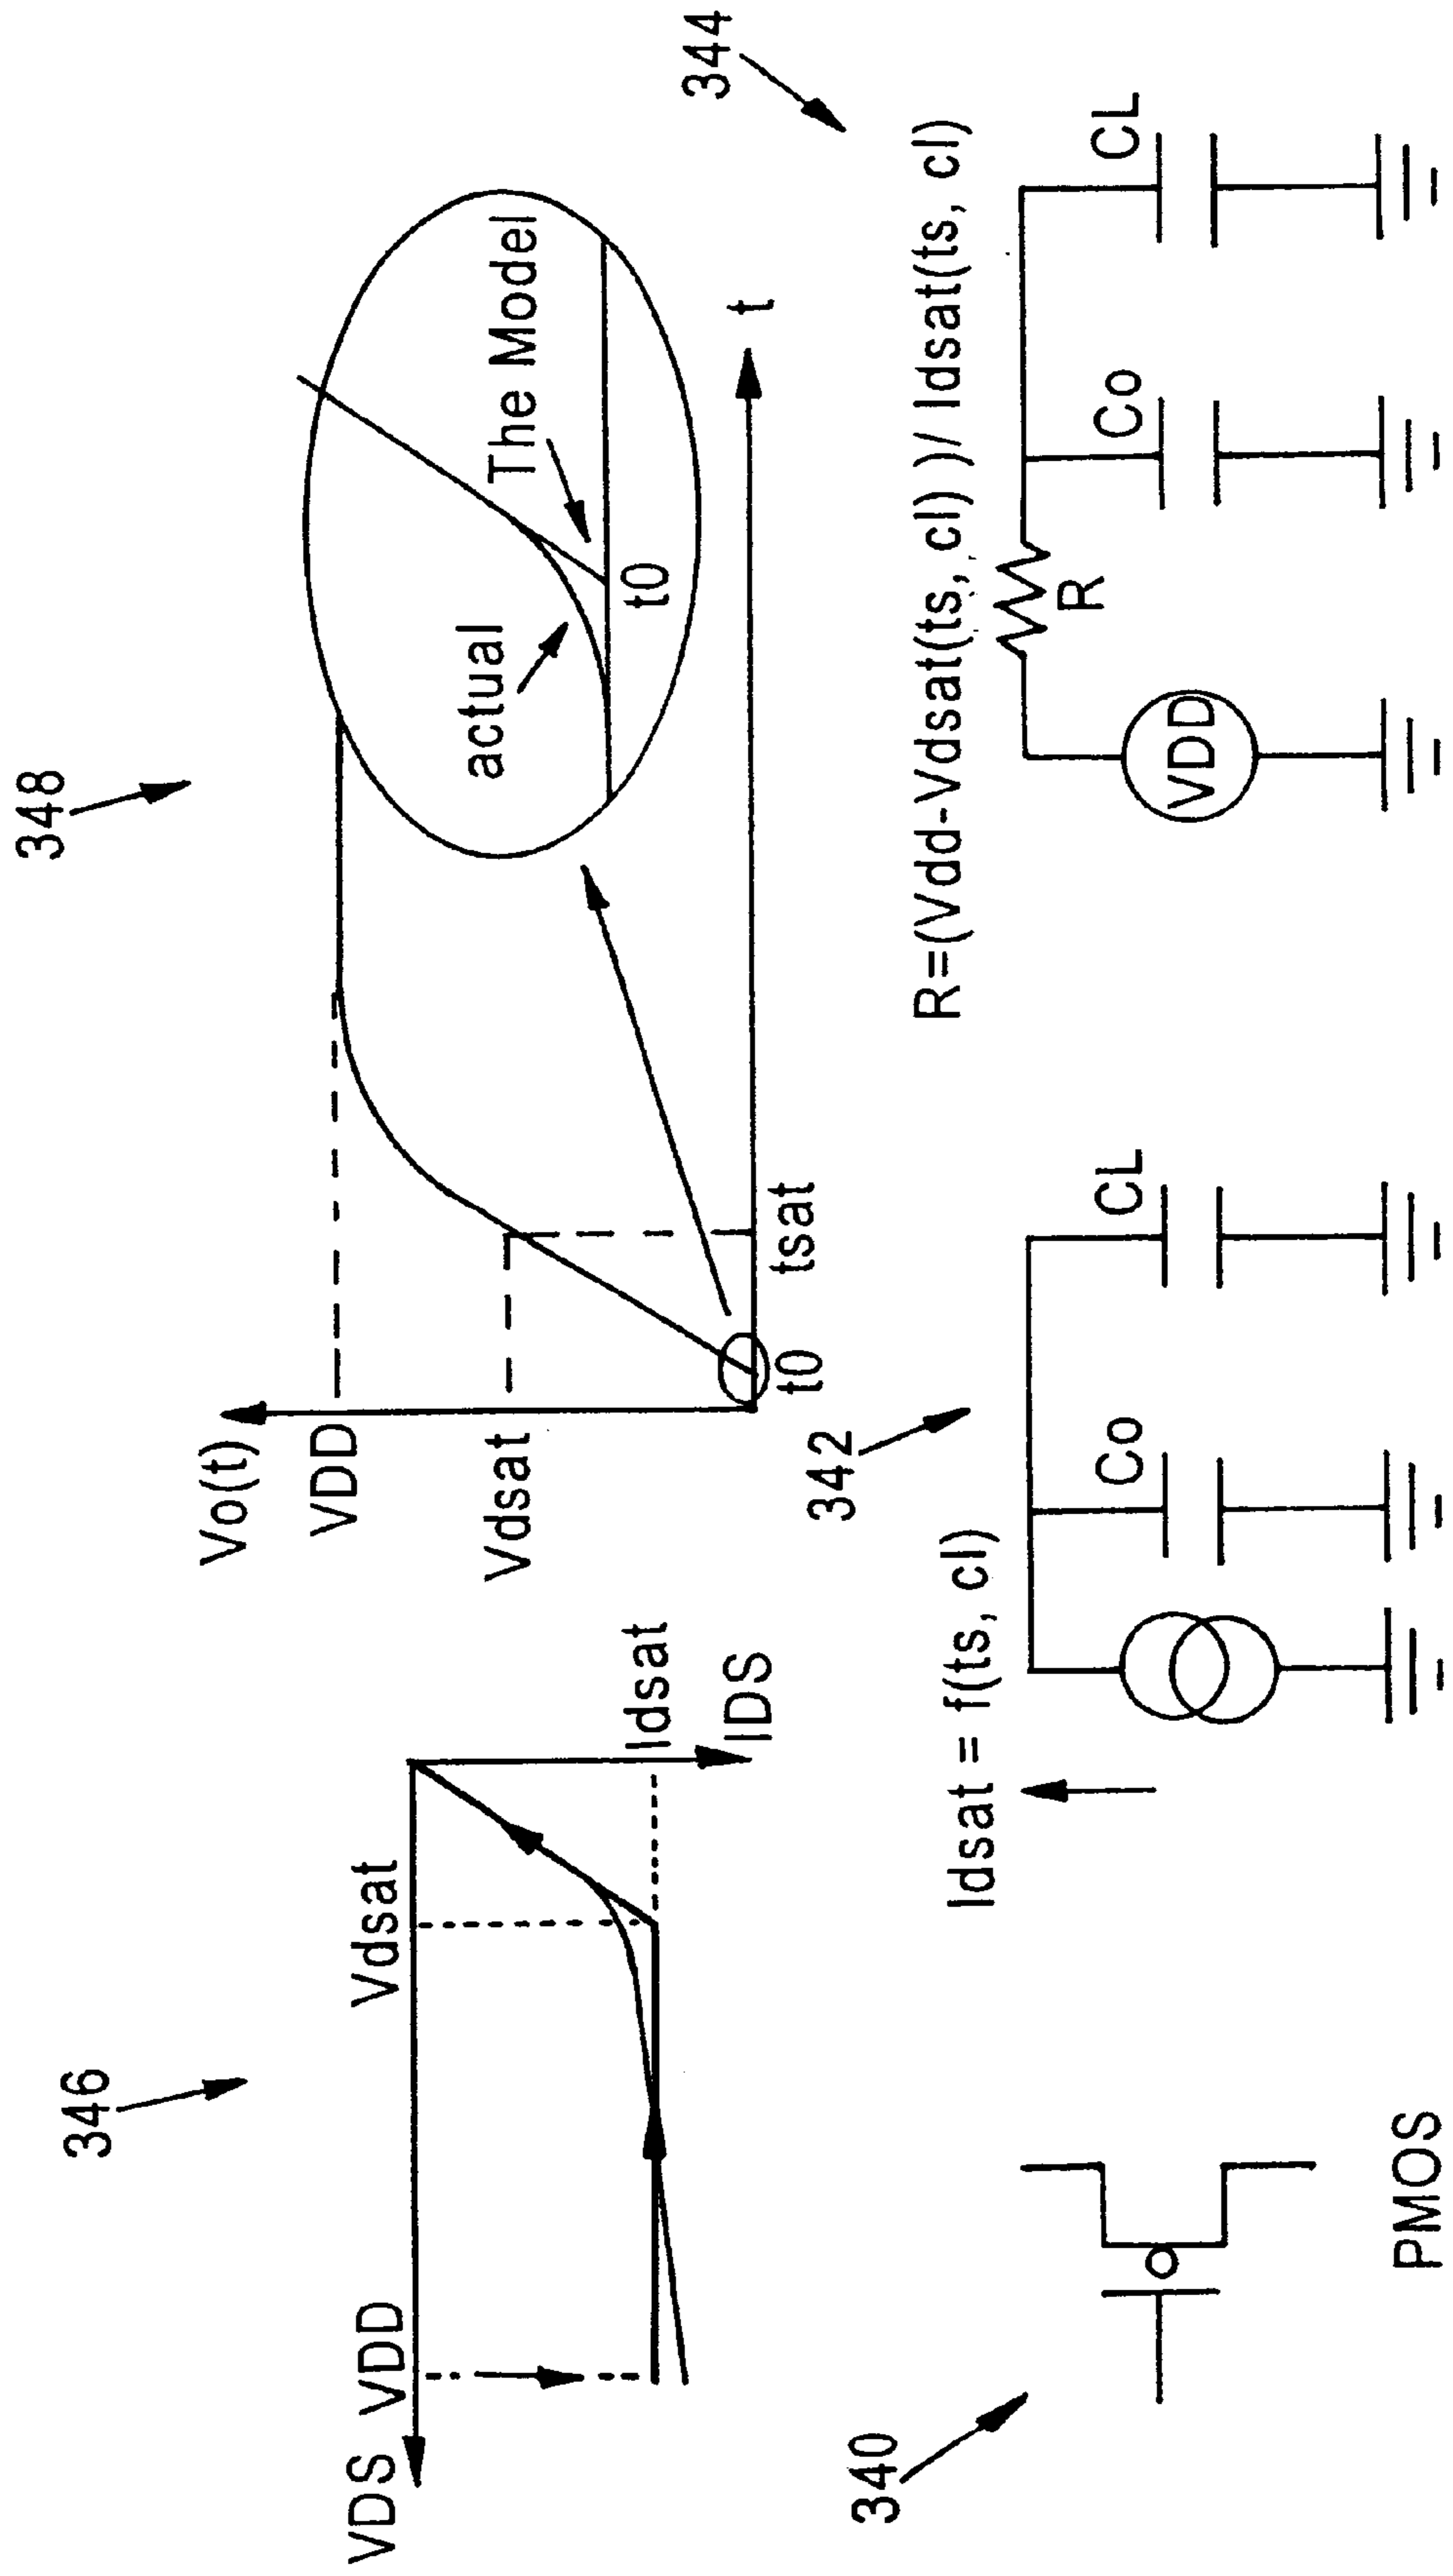 346
VDS
VDD
Vdsat
Idsat
IDS
348
Vo(t)
VDD
Vdsat
t0
tsat
t
actual
The Model
t0
340
PMOS
342
Idsat = f(ts, cl)
Co
CL
344
R=(Vdd-Vdsat(ts, cl) )/ Idsat(ts, cl)
VDD
R
Co
CL